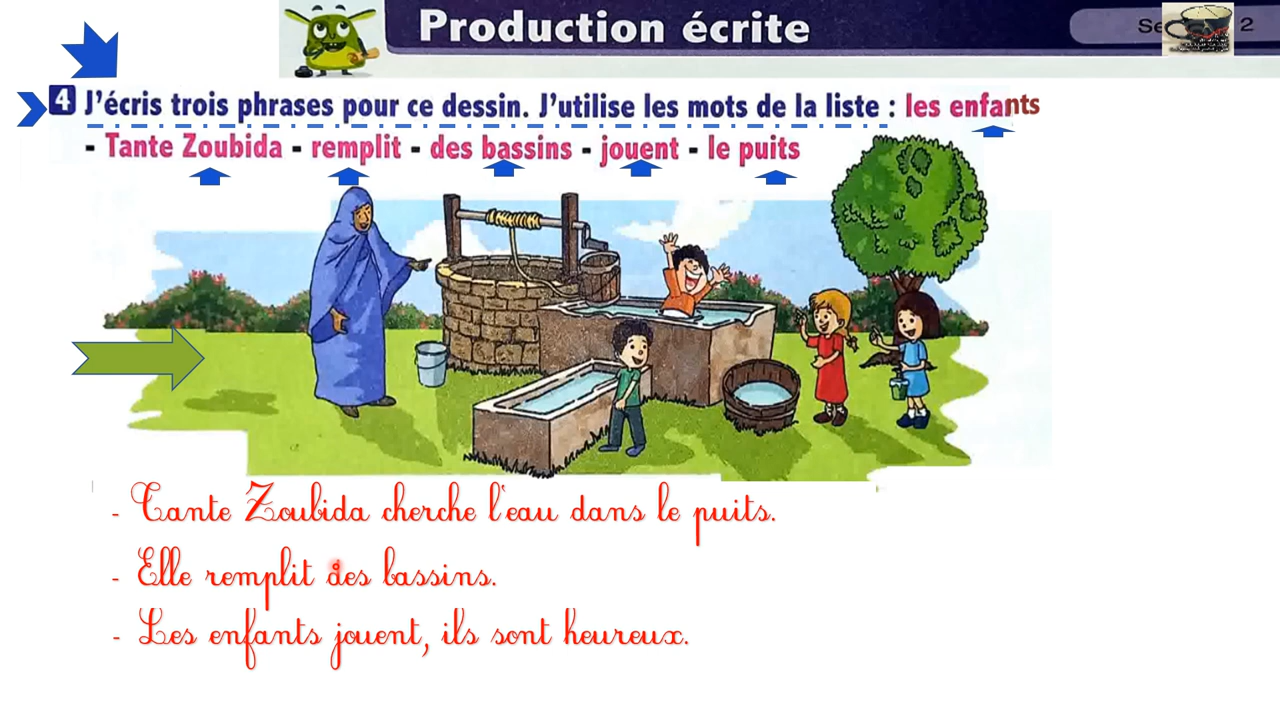 Production écrite
Se 2
4 J'écris trois phrases pour ce dessin. J'utilise les mots de la liste : les enfants
- Tante Zoubida - remplit - des bassins - jouent - le puits
- Tante Zoubida cherche l'eau dans le puits.
- Elle remplit des bassins.
- Les enfants jouent, ils sont heureux.